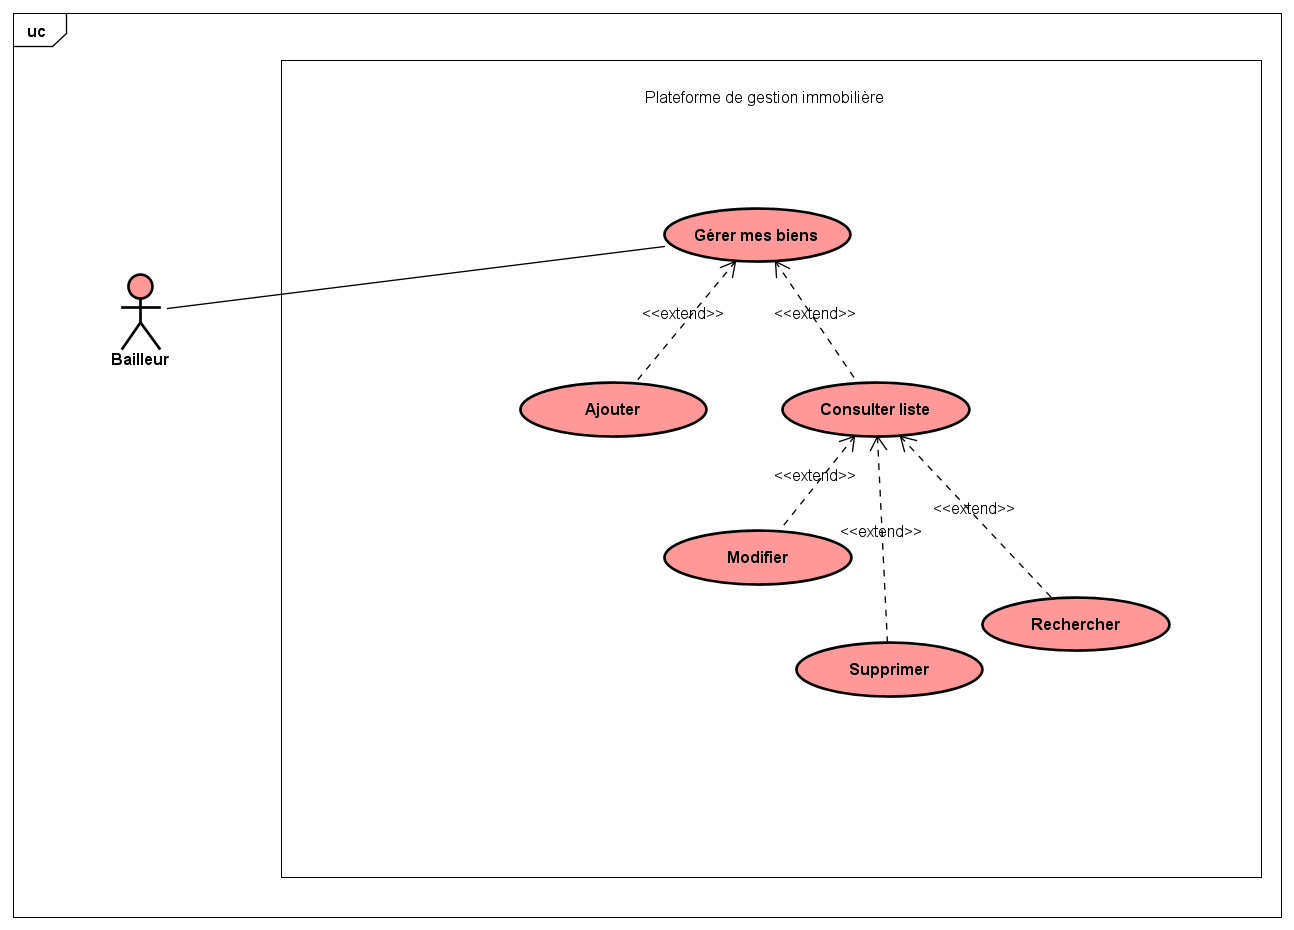 uc
Plateforme de gestion immobilière
Gérer mes biens
<<extend>>
<<extend>>
Bailleur
Ajouter
Consulter liste
<<extend>>
<<extend>>
<<extend>>
Modifier
Rechercher
Supprimer